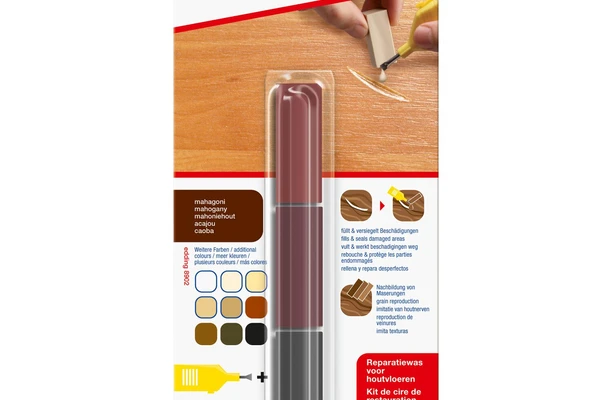 mahagoni
mahogany
mahoniehout
acajou
caoba
Weitere Farben / additional
colours / meer kleuren /
plusieurs couleurs / más colores
edding 8902
füllt & versiegelt Beschädigungen
fills & seals damaged areas
vult & werkt beschadigingen weg
rebouche & protège les parties
endommagés
rellena y repara desperfectos
Nachbildung von
Maserungen
grain reproduction
imitatie van houtnerven
reproduction de
veinures
imita texturas
Reparatiewas
voor
houtvloeren
Kit de cire de
restauration